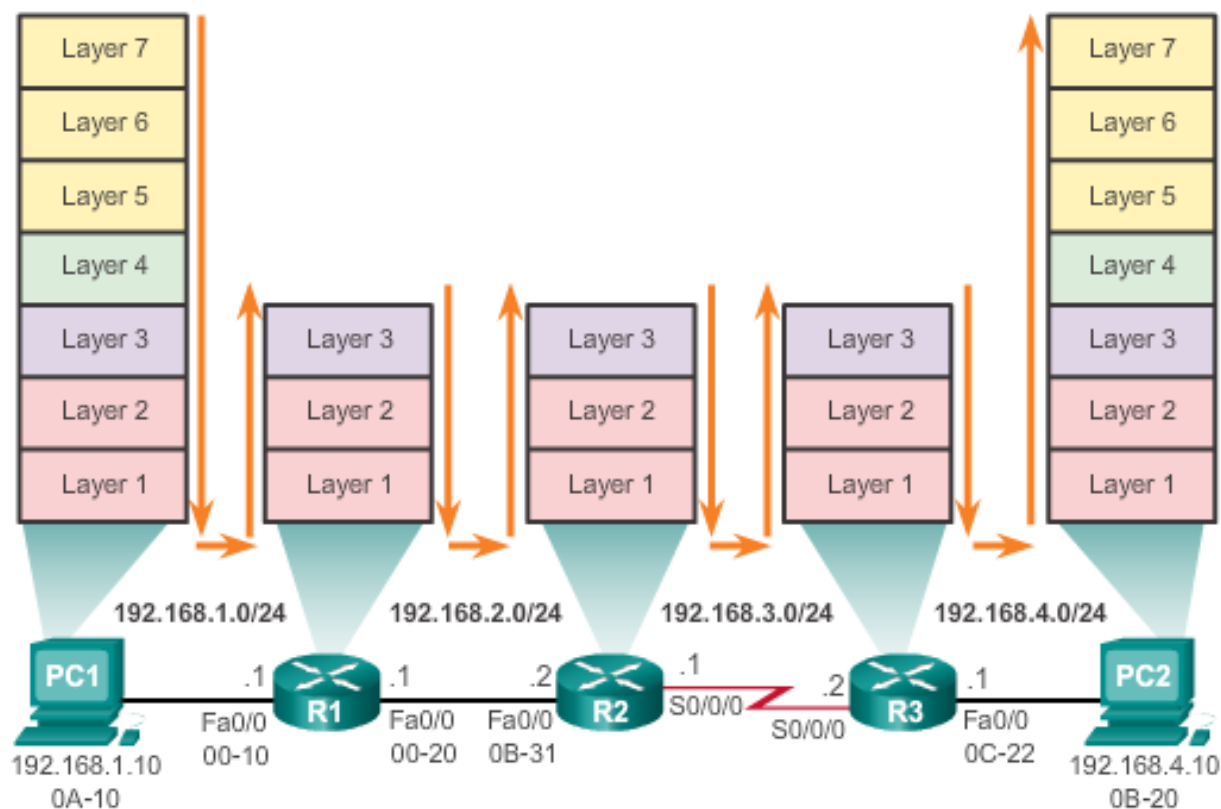 Layer 7
Layer 6
Layer 5
Layer 4
Layer 3
Layer 2
Layer 1
Layer 3
Layer 2
Layer 1
Layer 3
Layer 2
Layer 1
Layer 3
Layer 2
Layer 1
Layer 7
Layer 6
Layer 5
Layer 4
Layer 3
Layer 2
Layer 1
192.168.1.0/24
192.168.2.0/24
192.168.3.0/24
192.168.4.0/24
PC1
192.168.1.10
0A-10
.1
Fa0/0
00-10
R1
.1
Fa0/0
00-20
.2
Fa0/0
0B-31
R2
.1
S0/0/0
.2
S0/0/0
R3
.1
Fa0/0
0C-22
PC2
192.168.4.10
0B-20